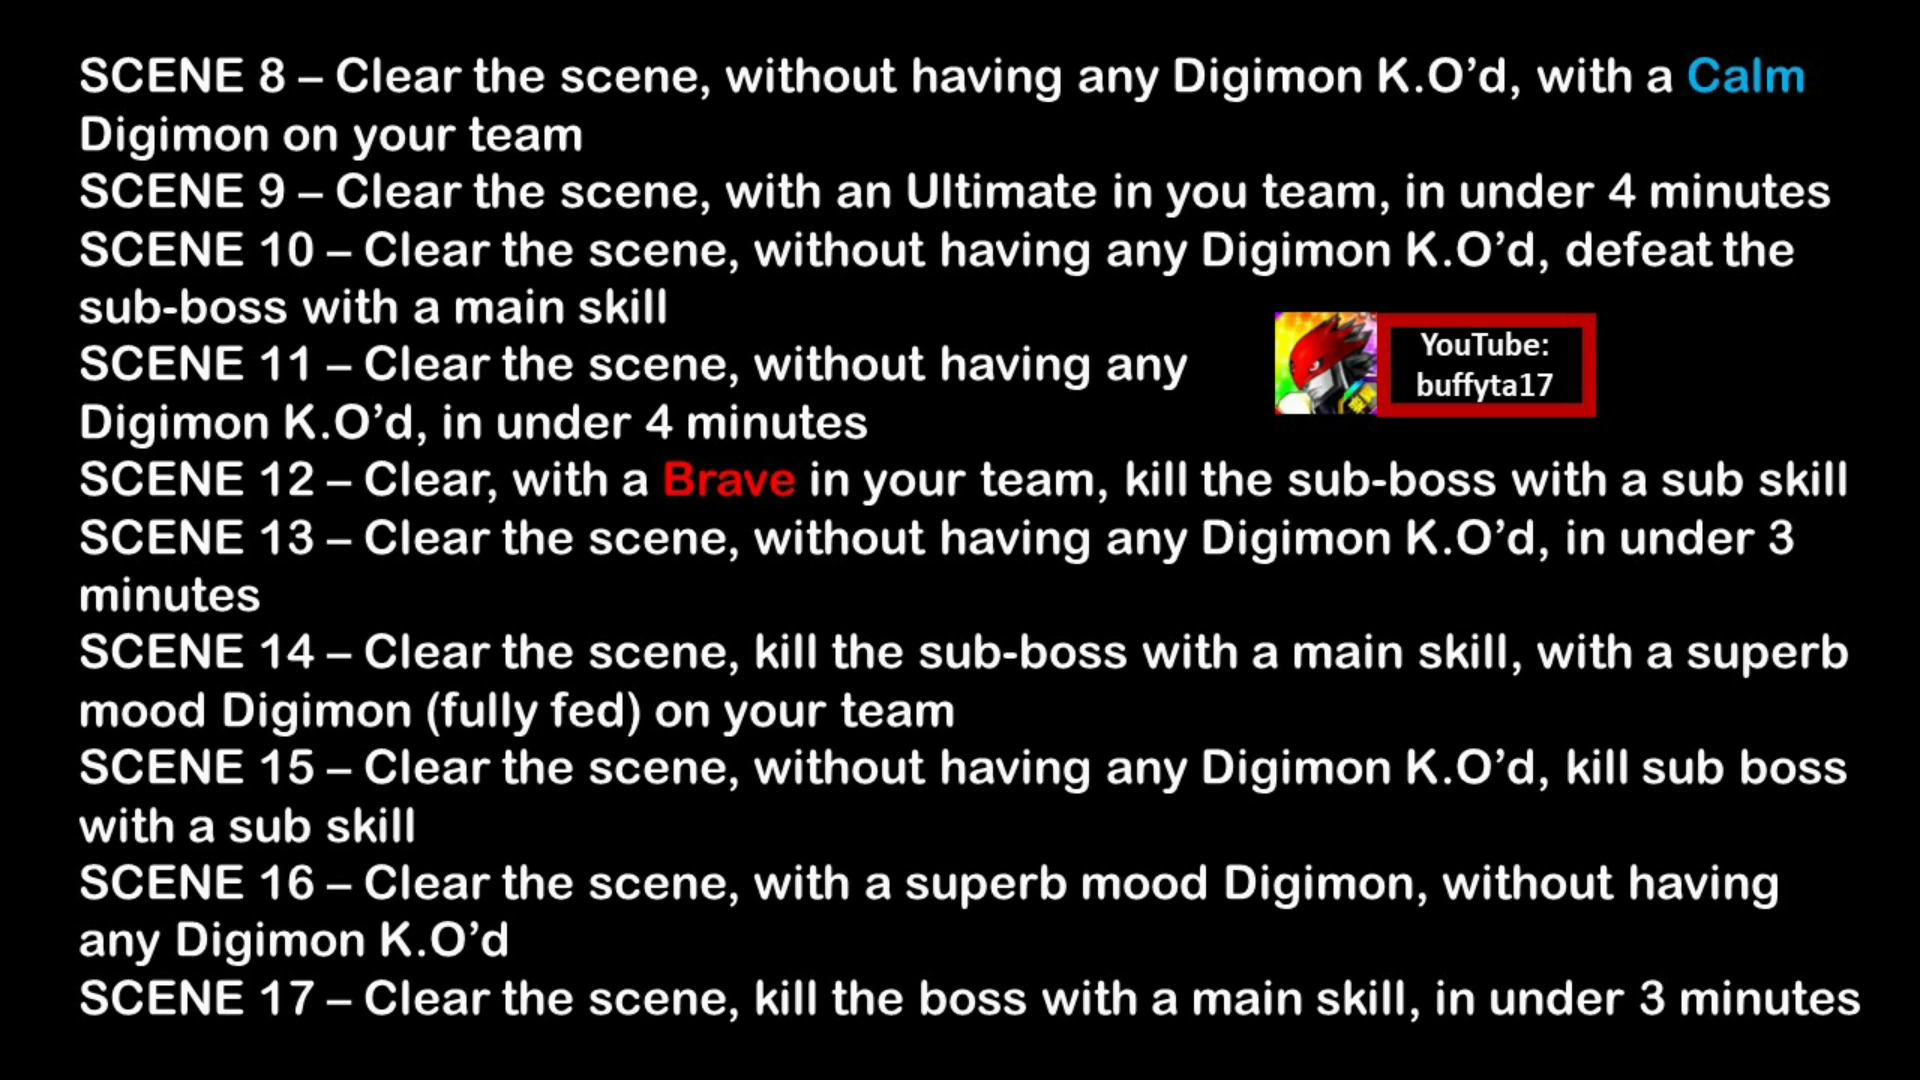 SCENE 8 – Clear the scene, without having any Digimon K.O’d, with a Calm
Digimon on your team
SCENE 9 – Clear the scene, with an Ultimate in you team, in under 4 minutes
SCENE 10 – Clear the scene, without having any Digimon K.O’d, defeat the
sub-boss with a main skill
SCENE 11 – Clear the scene, without having any
Digimon K.O’d, in under 4 minutes
YouTube:
buffyta17
SCENE 12 – Clear, with a Brave in your team, kill the sub-boss with a sub skill
SCENE 13 – Clear the scene, without having any Digimon K.O’d, in under 3
minutes
SCENE 14 – Clear the scene, kill the sub-boss with a main skill, with a superb
mood Digimon (fully fed) on your team
SCENE 15 – Clear the scene, without having any Digimon K.O’d, kill sub boss
with a sub skill
SCENE 16 – Clear the scene, with a superb mood Digimon, without having
any Digimon K.O’d
SCENE 17 – Clear the scene, kill the boss with a main skill, in under 3 minutes